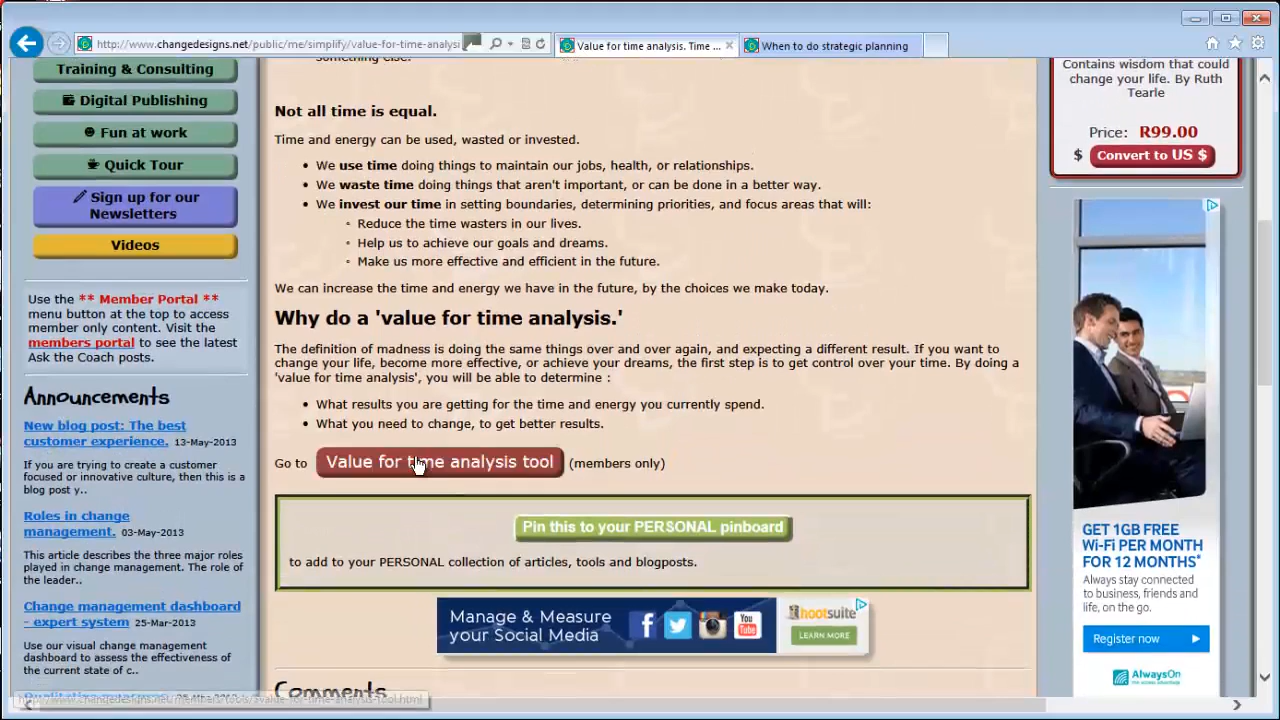 http://www.changedesigns.net/public/me/simplify/value-for-time-analysi
Value for time analysis. Time ...
When to do strategic planning
Training & Consulting
Digital Publishing
Fun at work
Quick Tour
Sign up for our
Newsletters
Videos
Use the ** Member Portal **
menu button at the top to access
member only content. Visit the
members portal to see the latest
Ask the Coach posts.
Announcements
New blog post: The best
customer experience. 13-May-2013
If you are trying to create a customer
focused or innovative culture, then this is a
blog post y..
Roles in change
management. 03-May-2013
This article describes the three major roles
played in change management. The role of
the leader..
Change management dashboard
– expert system 25-Mar-2013
Use our visual change management
dashboard to assess the effectiveness of
the current state of c..
something else.
Not all time is equal.
Time and energy can be used, wasted or invested.
• We use time doing things to maintain our jobs, health, or relationships.
• We waste time doing things that aren't important, or can be done in a better way.
• We invest our time in setting boundaries, determining priorities, and focus areas that will:
◦ Reduce the time wasters in our lives.
◦ Help us to achieve our goals and dreams.
◦ Make us more effective and efficient in the future.
We can increase the time and energy we have in the future, by the choices we make today.
Why do a 'value for time analysis.'
The definition of madness is doing the same things over and over again, and expecting a different result. If you want to
change your life, become more effective, or achieve your dreams, the first step is to get control over your time. By doing a
'value for time analysis', you will be able to determine :
• What results you are getting for the time and energy you currently spend.
• What you need to change, to get better results.
Go to Value for time analysis tool (members only)
Pin this to your PERSONAL pinboard
to add to your PERSONAL collection of articles, tools and blogposts.
Manage & Measure
your Social Media
You
Tube
hootsuite
LEARN MORE
Comments
Contains wisdom that could
change your life. By Ruth
Tearle
Price: R99.00
$ Convert to US $
GET 1GB FREE
Wi-Fi PER MONTH
FOR 12 MONTHS*
Always stay connected
to business, friends and
life, on the go.
Register now
AlwaysOn